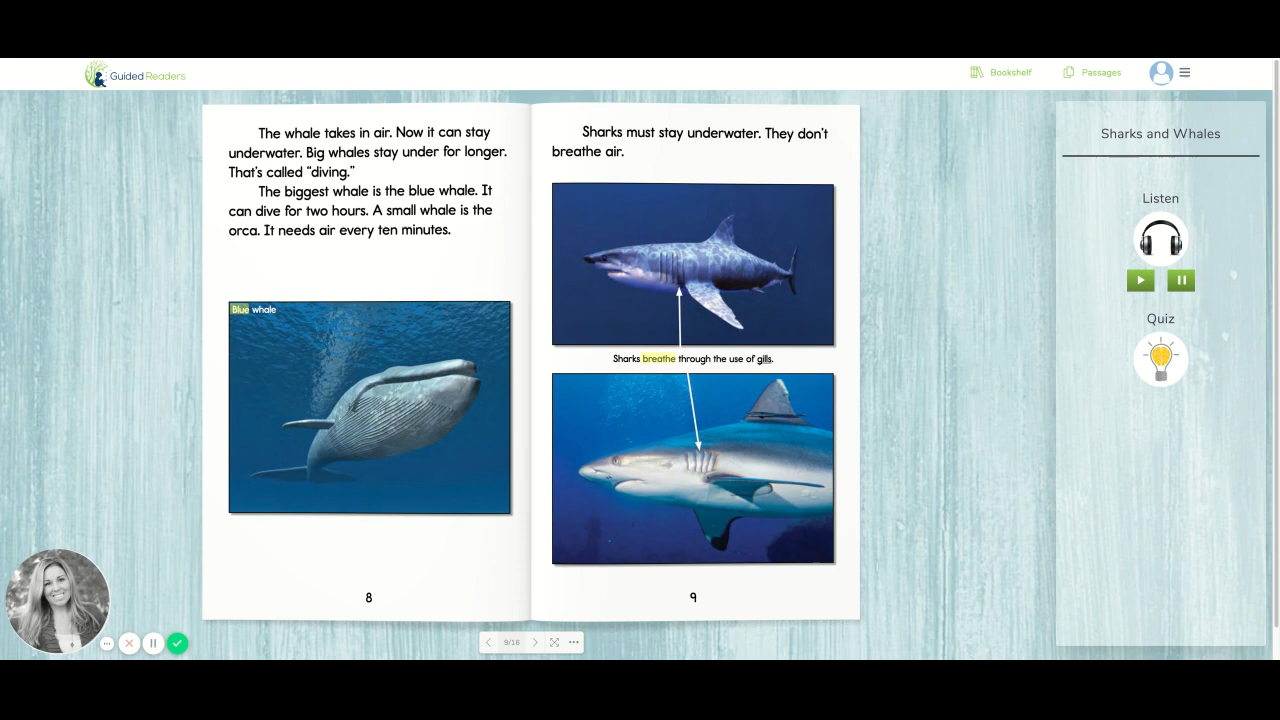 Guided Readers
Bookshelf
Passages
The whale takes in air. Now it can stay
underwater. Big whales stay under for longer.
That's called “diving.”
The biggest whale is the blue whale. It
can dive for two hours. A small whale is the
orca. It needs air every ten minutes.
Blue whale
8
Sharks must stay underwater. They don't
breathe air.
Sharks breathe through the use of gills.
9
Sharks and Whales
Listen
Quiz
9/16